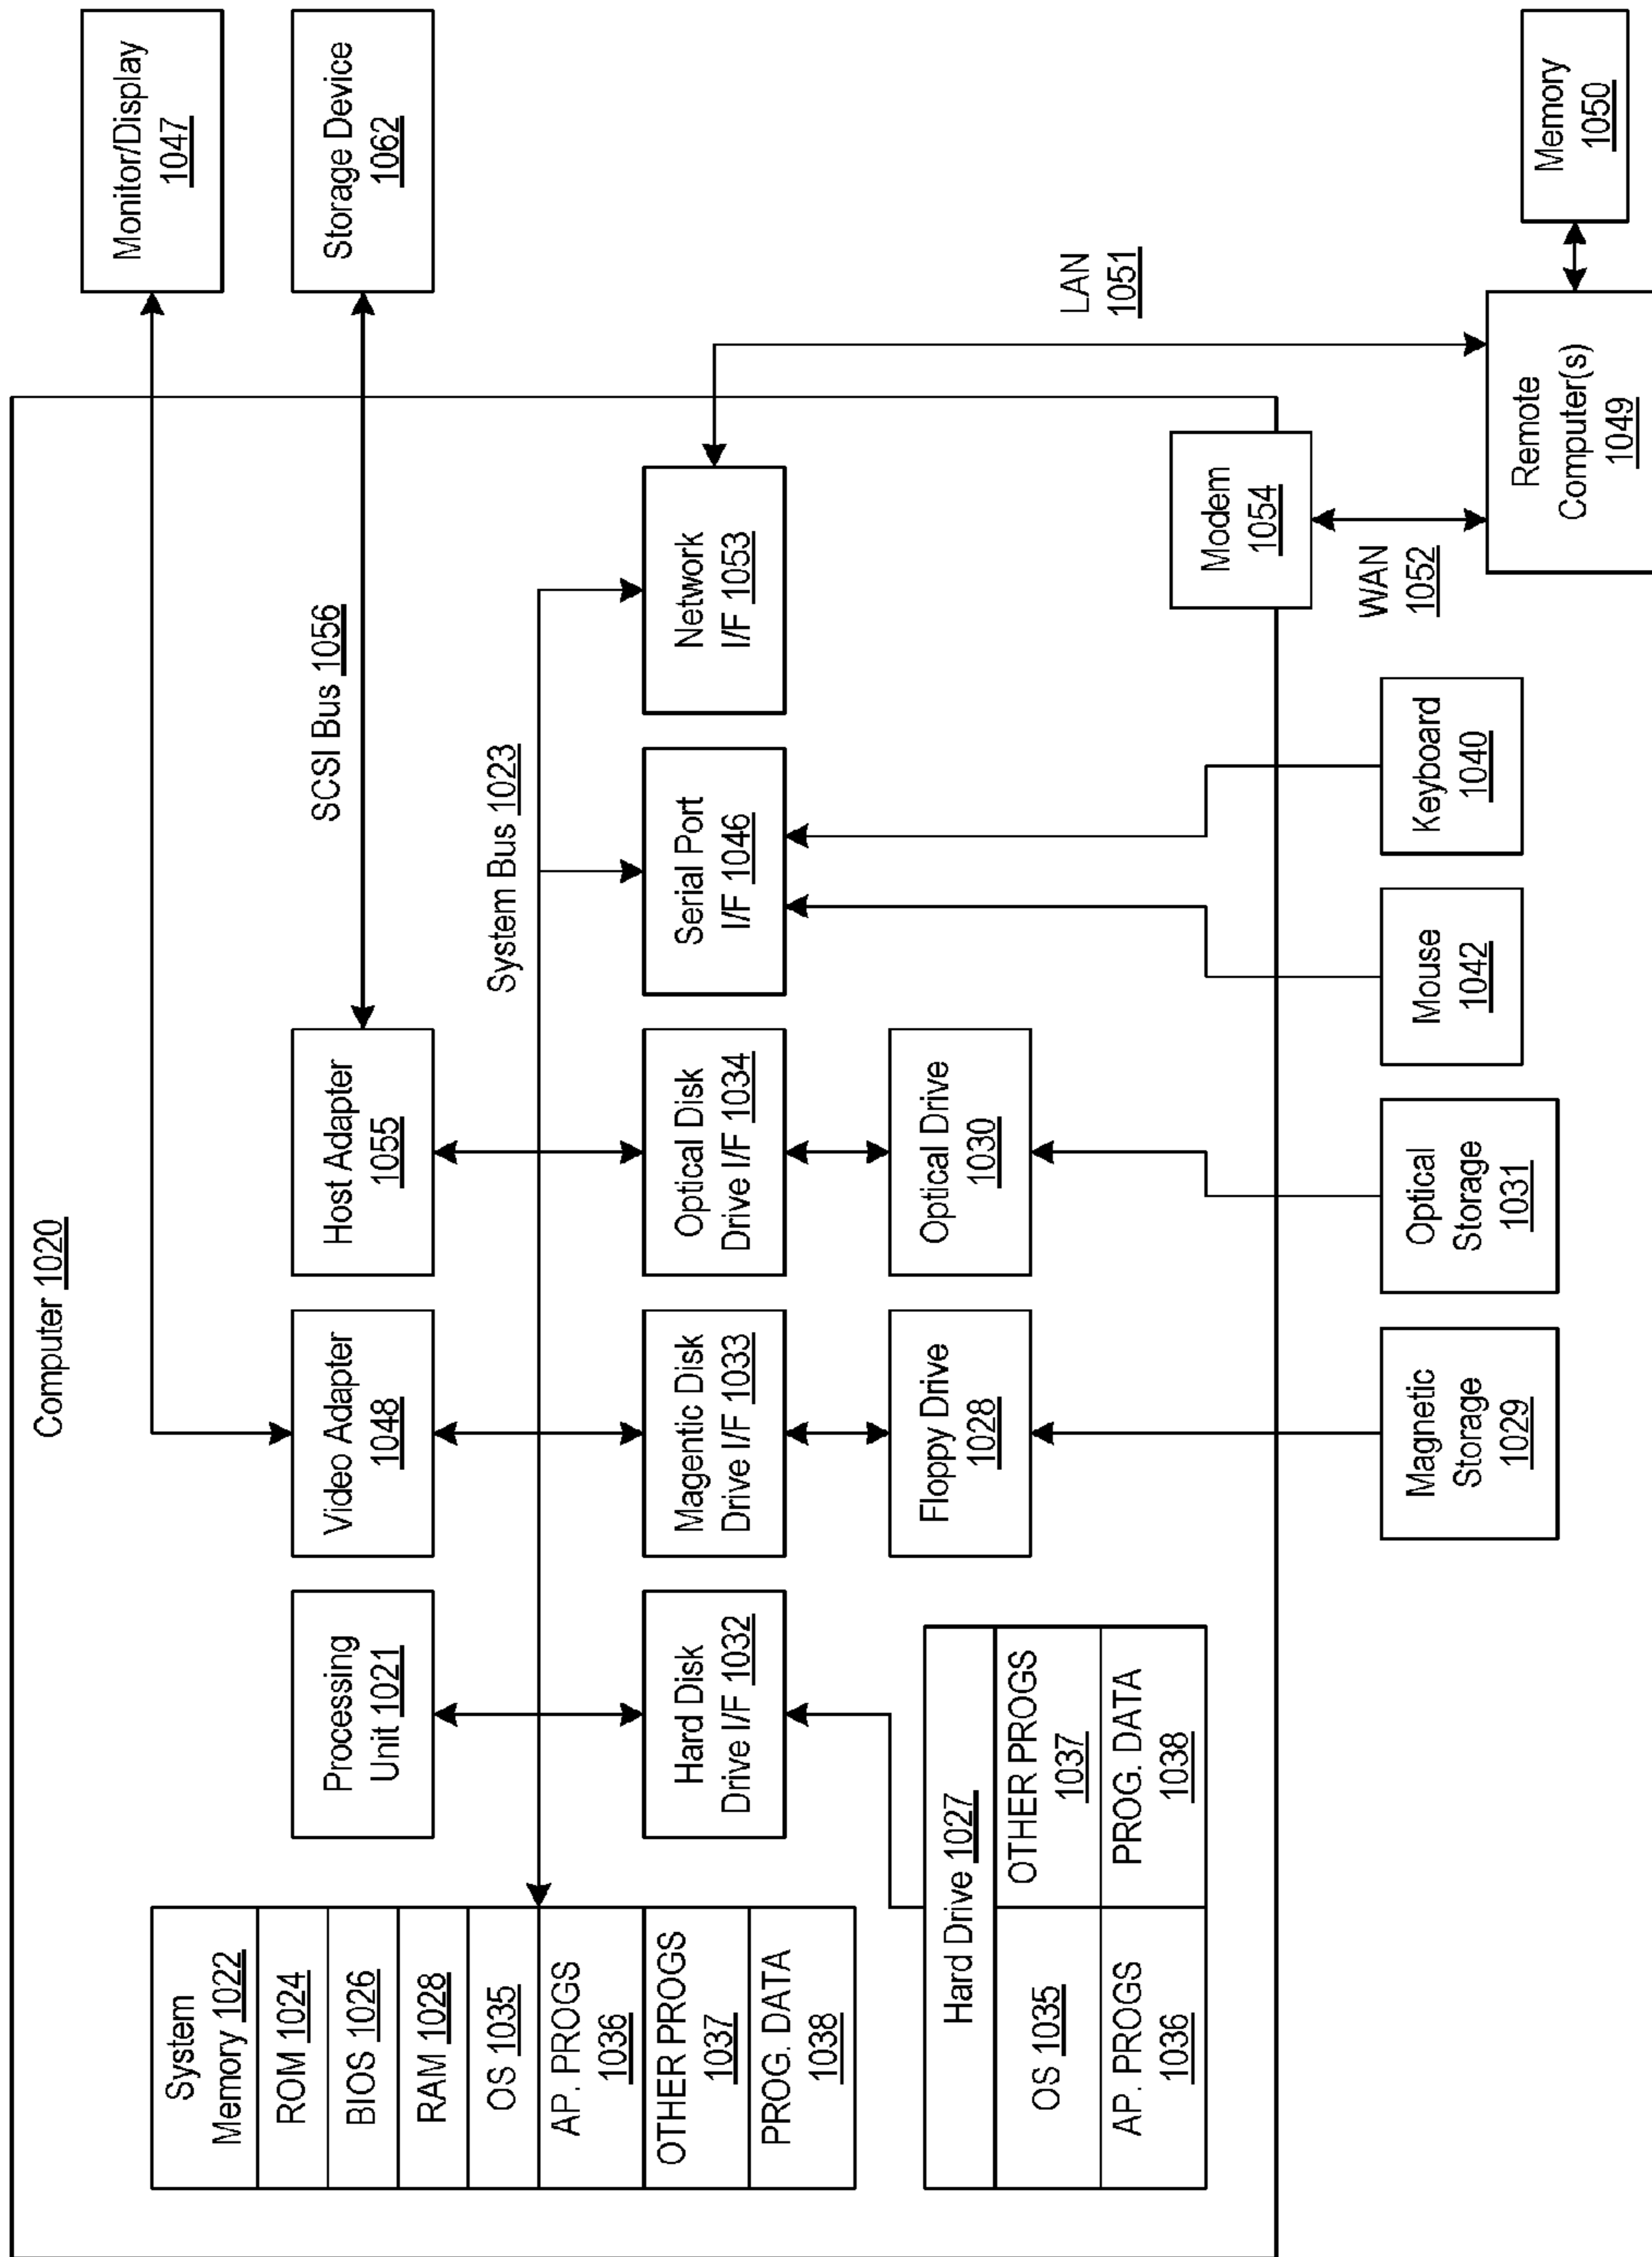 Computer 1020
Monitor/Display
1047
Storage Device
1062
SCSI Bus 1056
System Bus 1023
System
Memory 1022
ROM 1024
BIOS 1026
RAM 1028
OS 1035
AP. PROGS
1036
OTHER PROGS
1037
PROG. DATA
1038
Processing
Unit 1021
Video Adapter
1048
Host Adapter
1055
Hard Disk
Drive I/F 1032
Magentic Disk
Drive I/F 1033
Optical Disk
Drive I/F 1034
Serial Port
I/F 1046
Network
I/F 1053
LAN
1051
Hard Drive 1027
OS 1035
OTHER PROGS
1037
AP. PROGS
1036
PROG. DATA
1038
Floppy Drive
1028
Optical Drive
1030
Modem
1054
WAN
1052
Magnetic
Storage
1029
Optical
Storage
1031
Mouse
1042
Keyboard
1040
Remote
Computer(s)
1049
Memory
1050